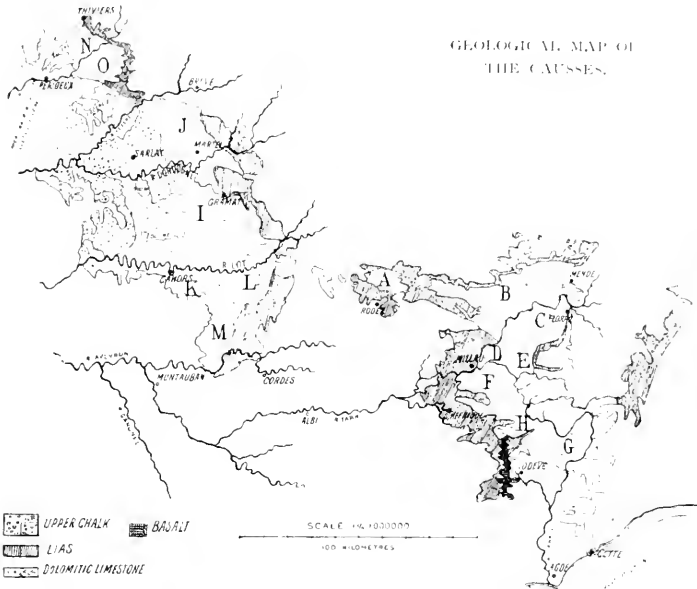 GEOLOGICAL MAP OF
THE CAUSSES.
THIVIERS
N
O
BRIVE
J
SARLAT
MARTEL
GRAMAT
I
R LOT
CAHORS
K
L
M
A
RODEZ
B
MENDE
C
D
E
MILLAU
F
H
G
LODEVE
R AVEYRON
MONTAUBAN
CORDES
ALBI
R TARN
AGDE
CETTE
UPPER CHALK
BASALT
LIAS
DOLOMITIC LIMESTONE
SCALE
100 KILOMETRES